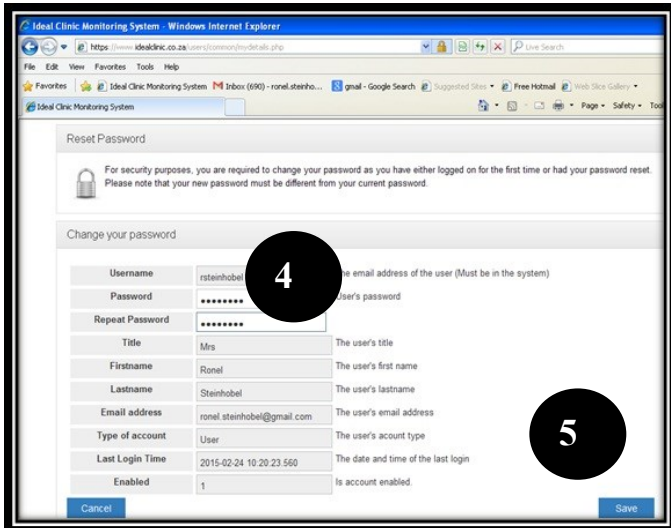 Ideal Clinic Monitoring System - Windows Internet Explorer
https://www.idealclinic.co.za/users/common/mydetails.php
Live Search
File Edit View Favorites Tools Help
Favorites Ideal Clinic Monitoring System Inbox (690) - ronel.steinho... gmail - Google Search Suggested Sites Free Hotmail Web Slice Gallery
Ideal Clinic Monitoring System Page Safety Tool
Reset Password
For security purposes, you are required to change your password as you have either logged on for the first time or had your password reset.
Please note that your new password must be different from your current password.
Change your password
4
Username rsteinhobel he email address of the user (Must be in the system)
Password •••••••• User's password
Repeat Password ••••••••
Title Mrs The user's title
Firstname Ronel The user's first name
Lastname Steinhobel The user's lastname
Email address ronel.steinhobel@gmail.com The user's email address
Type of account User The user's acount type
5
Last Login Time 2015-02-24 10:20:23.560 The date and time of the last login
Enabled 1 Is account enabled.
Cancel Save